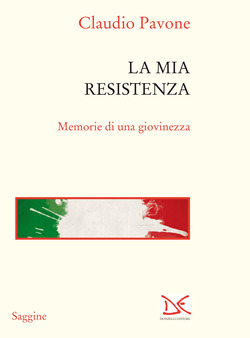 Claudio Pavone
LA MIA
RESISTENZA
Memorie di una giovinezza
Saggine
DONZELLI EDITORE